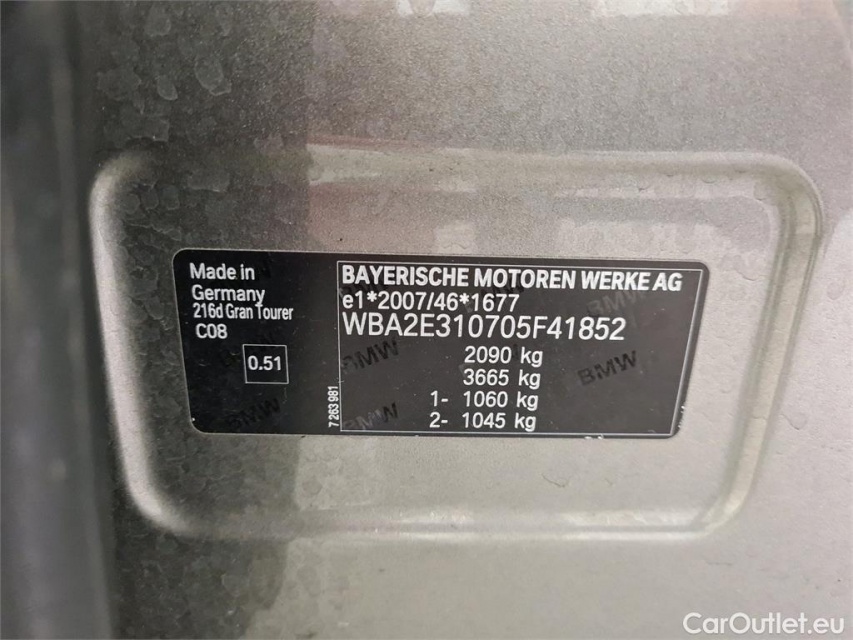 Made in
Germany
216d Gran Tourer
C08
0.51
7 263 981
BAYERISCHE MOTOREN WERKE AG
e1*2007/46*1677
WBA2E310705F41852
2090 kg
3665 kg
1- 1060 kg
2- 1045 kg
BMW
BMW
BMW
BMW
CarOutlet.eu